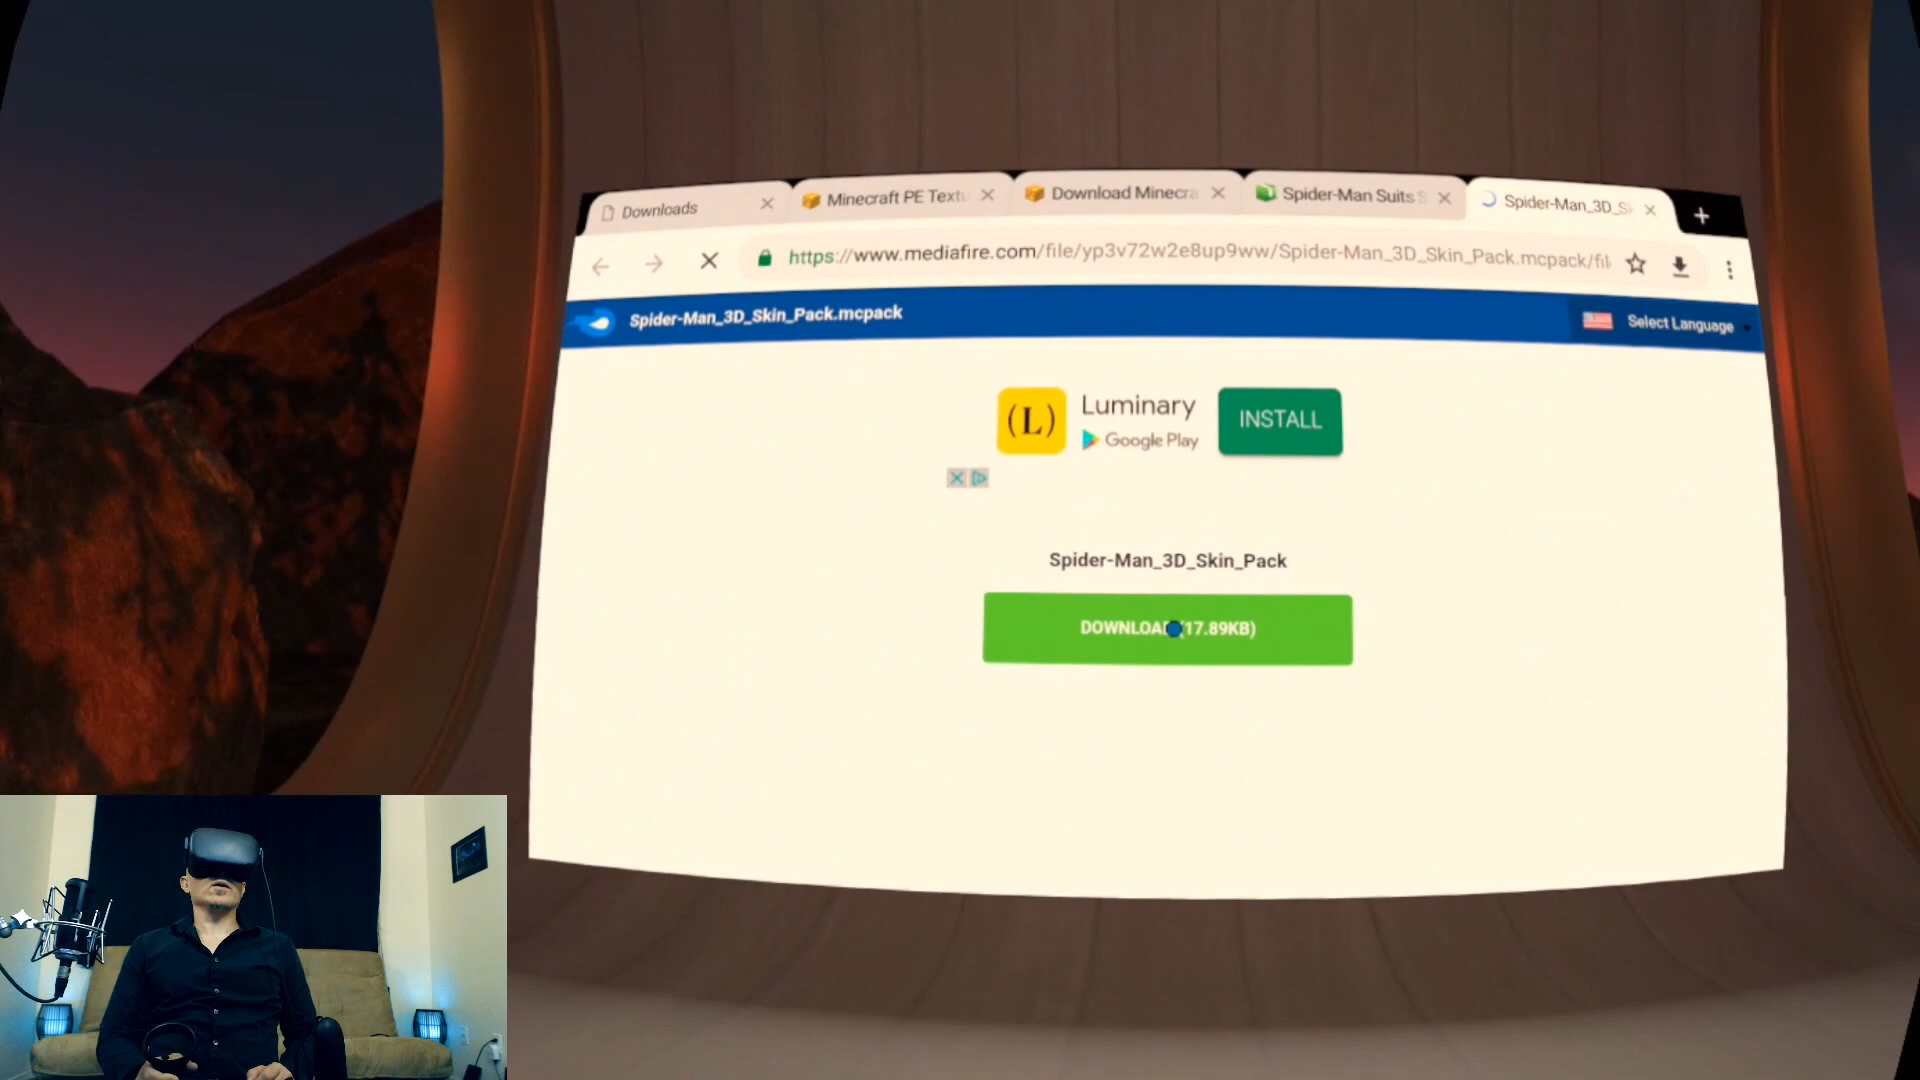 Downloads
Minecraft PE Textu
Download Minecra
Spider-Man Suits S
Spider-Man_3D_S
https://www.mediafire.com/file/yp3v72w2e8up9ww/Spider-Man_3D_Skin_Pack.mcpack/fil
Spider-Man_3D_Skin_Pack.mcpack
Select Language
(L)
Luminary
Google Play
INSTALL
Spider-Man_3D_Skin_Pack
DOWNLOAD (17.89KB)